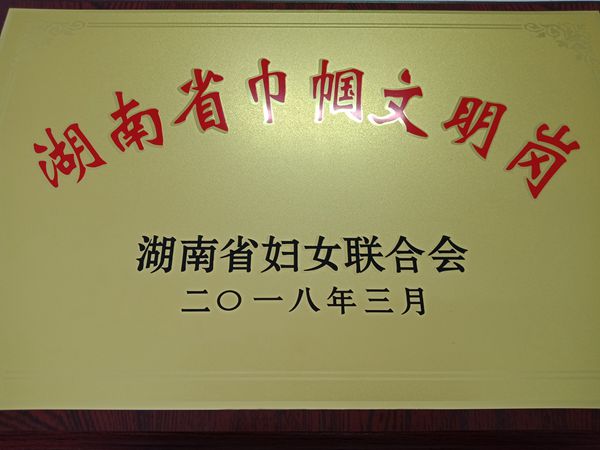 湖南省巾帼文明岗
湖南省妇女联合会
二〇一八年三月